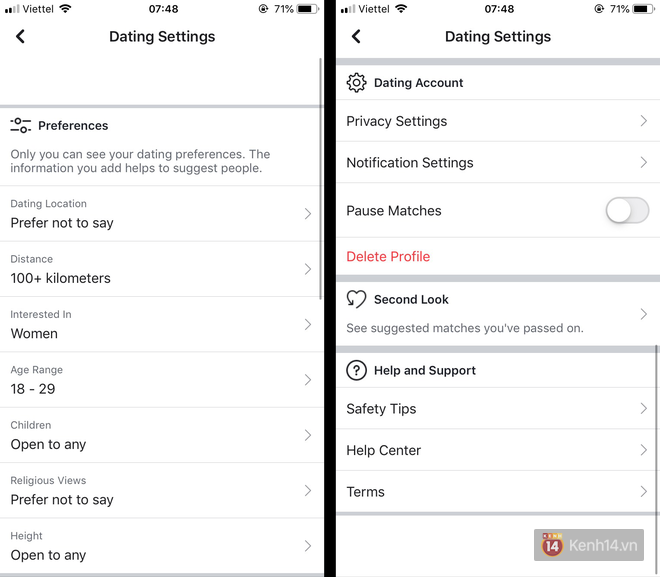 Viettel 07:48 71%
Dating Settings
Preferences
Only you can see your dating preferences. The
information you add helps to suggest people.
Dating Location
Prefer not to say
Distance
100+ kilometers
Interested In
Women
Age Range
18 - 29
Children
Open to any
Religious Views
Prefer not to say
Height
Open to any
Viettel 07:48 71%
Dating Settings
Dating Account
Privacy Settings
Notification Settings
Pause Matches
Delete Profile
Second Look
See suggested matches you've passed on.
Help and Support
Safety Tips
Help Center
Terms
14 Kenh14.vn